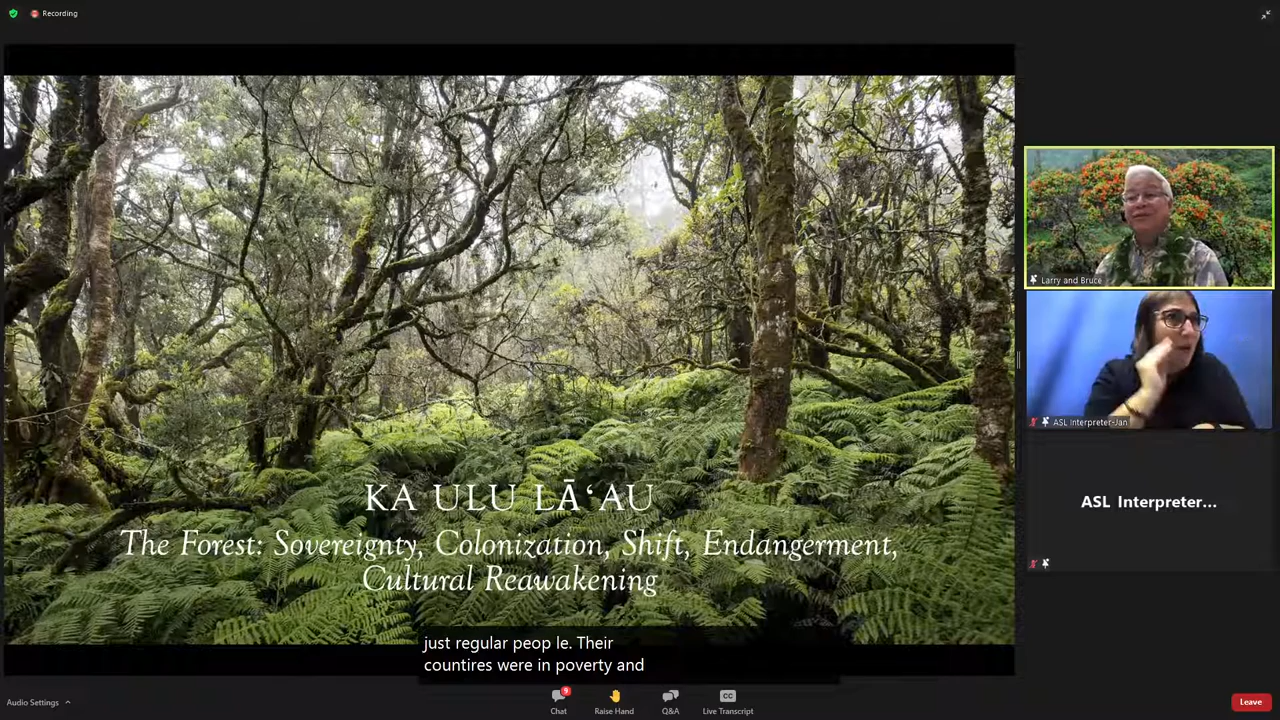 Recording
KA ULU LĀʻAU
The Forest: Sovereignty, Colonization, Shift, Endangerment,
Cultural Reawakening
just regular peop le. Their
countires were in poverty and
Larry and Bruce
ASL Interpreter-Jan
ASL Interpreter...
Audio Settings
9
Chat
Raise Hand
Q&A
CC
Live Transcript
Leave